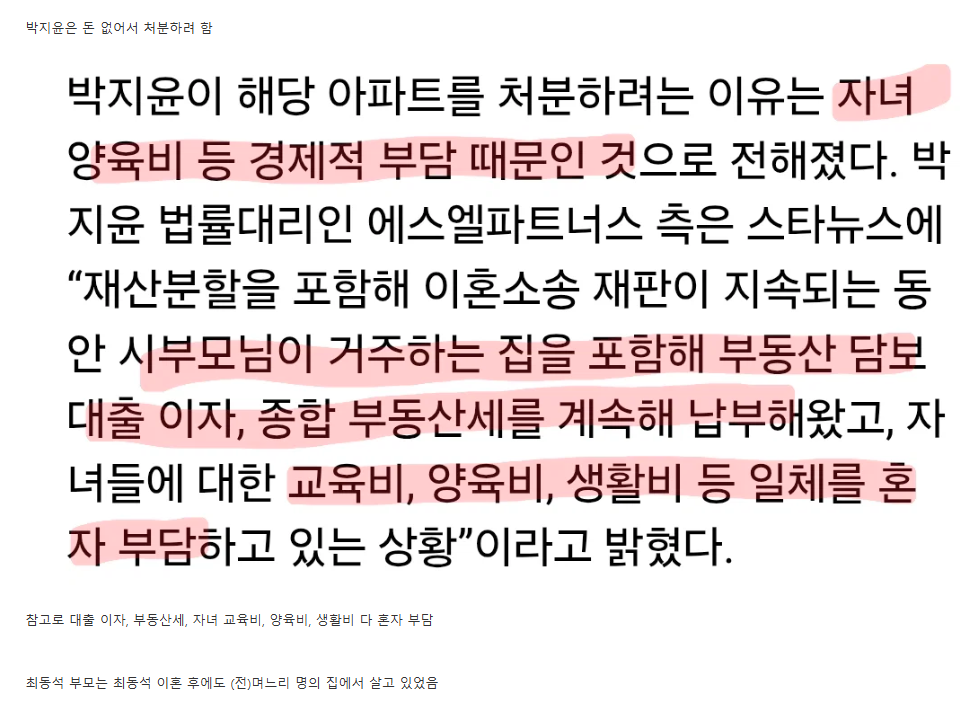 박지윤은 돈 없어서 처분하려 함
박지윤이 해당 아파트를 처분하려는 이유는 자녀
양육비 등 경제적 부담 때문인 것으로 전해졌다. 박
지윤 법률대리인 에스엘파트너스 측은 스타뉴스에
“재산분할을 포함해 이혼소송 재판이 지속되는 동
안 시부모님이 거주하는 집을 포함해 부동산 담보
대출 이자, 종합 부동산세를 계속해 납부해왔고, 자
녀들에 대한 교육비, 양육비, 생활비 등 일체를 혼
자 부담하고 있는 상황”이라고 밝혔다.
참고로 대출 이자, 부동산세, 자녀 교육비, 양육비, 생활비 다 혼자 부담
최동석 부모는 최동석 이혼 후에도 (전)며느리 명의 집에서 살고 있었음